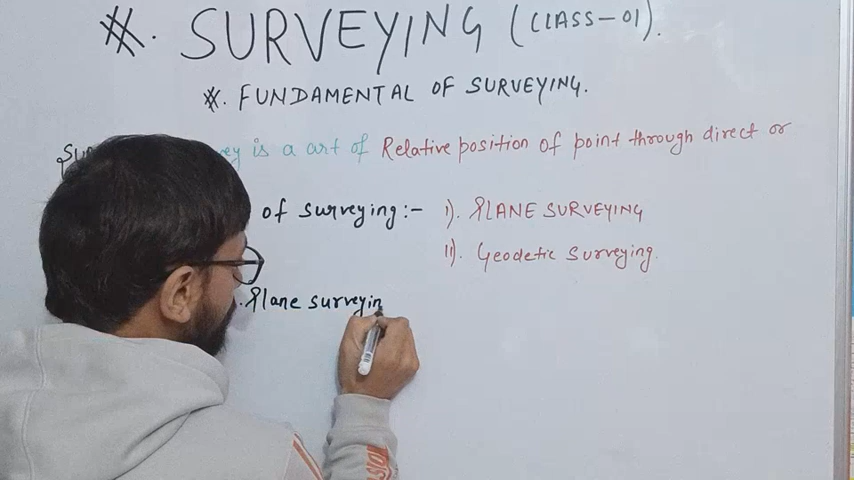 ⁂. SURVEYING (CLASS-01).
⁂. FUNDAMENTAL OF SURVEYING.
is a art of Relative position of point through direct or
of surveying:- I). PLANE SURVEYING
II). Geodetic Surveying.
Plane surveyin